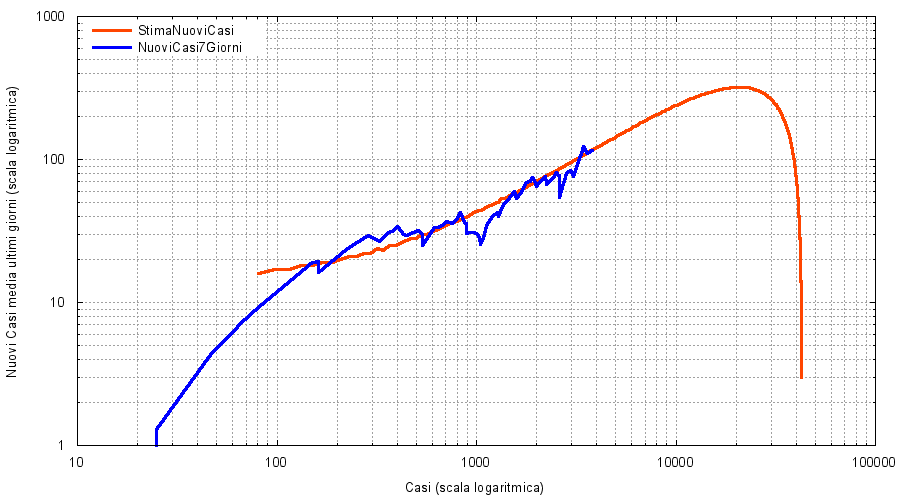 1000
StimaNuoviCasi
NuoviCasi7Giorni
100
10
1
10
100
1000
10000
100000
Nuovi Casi media ultimi giorni (scala logaritmica)
Casi (scala logaritmica)